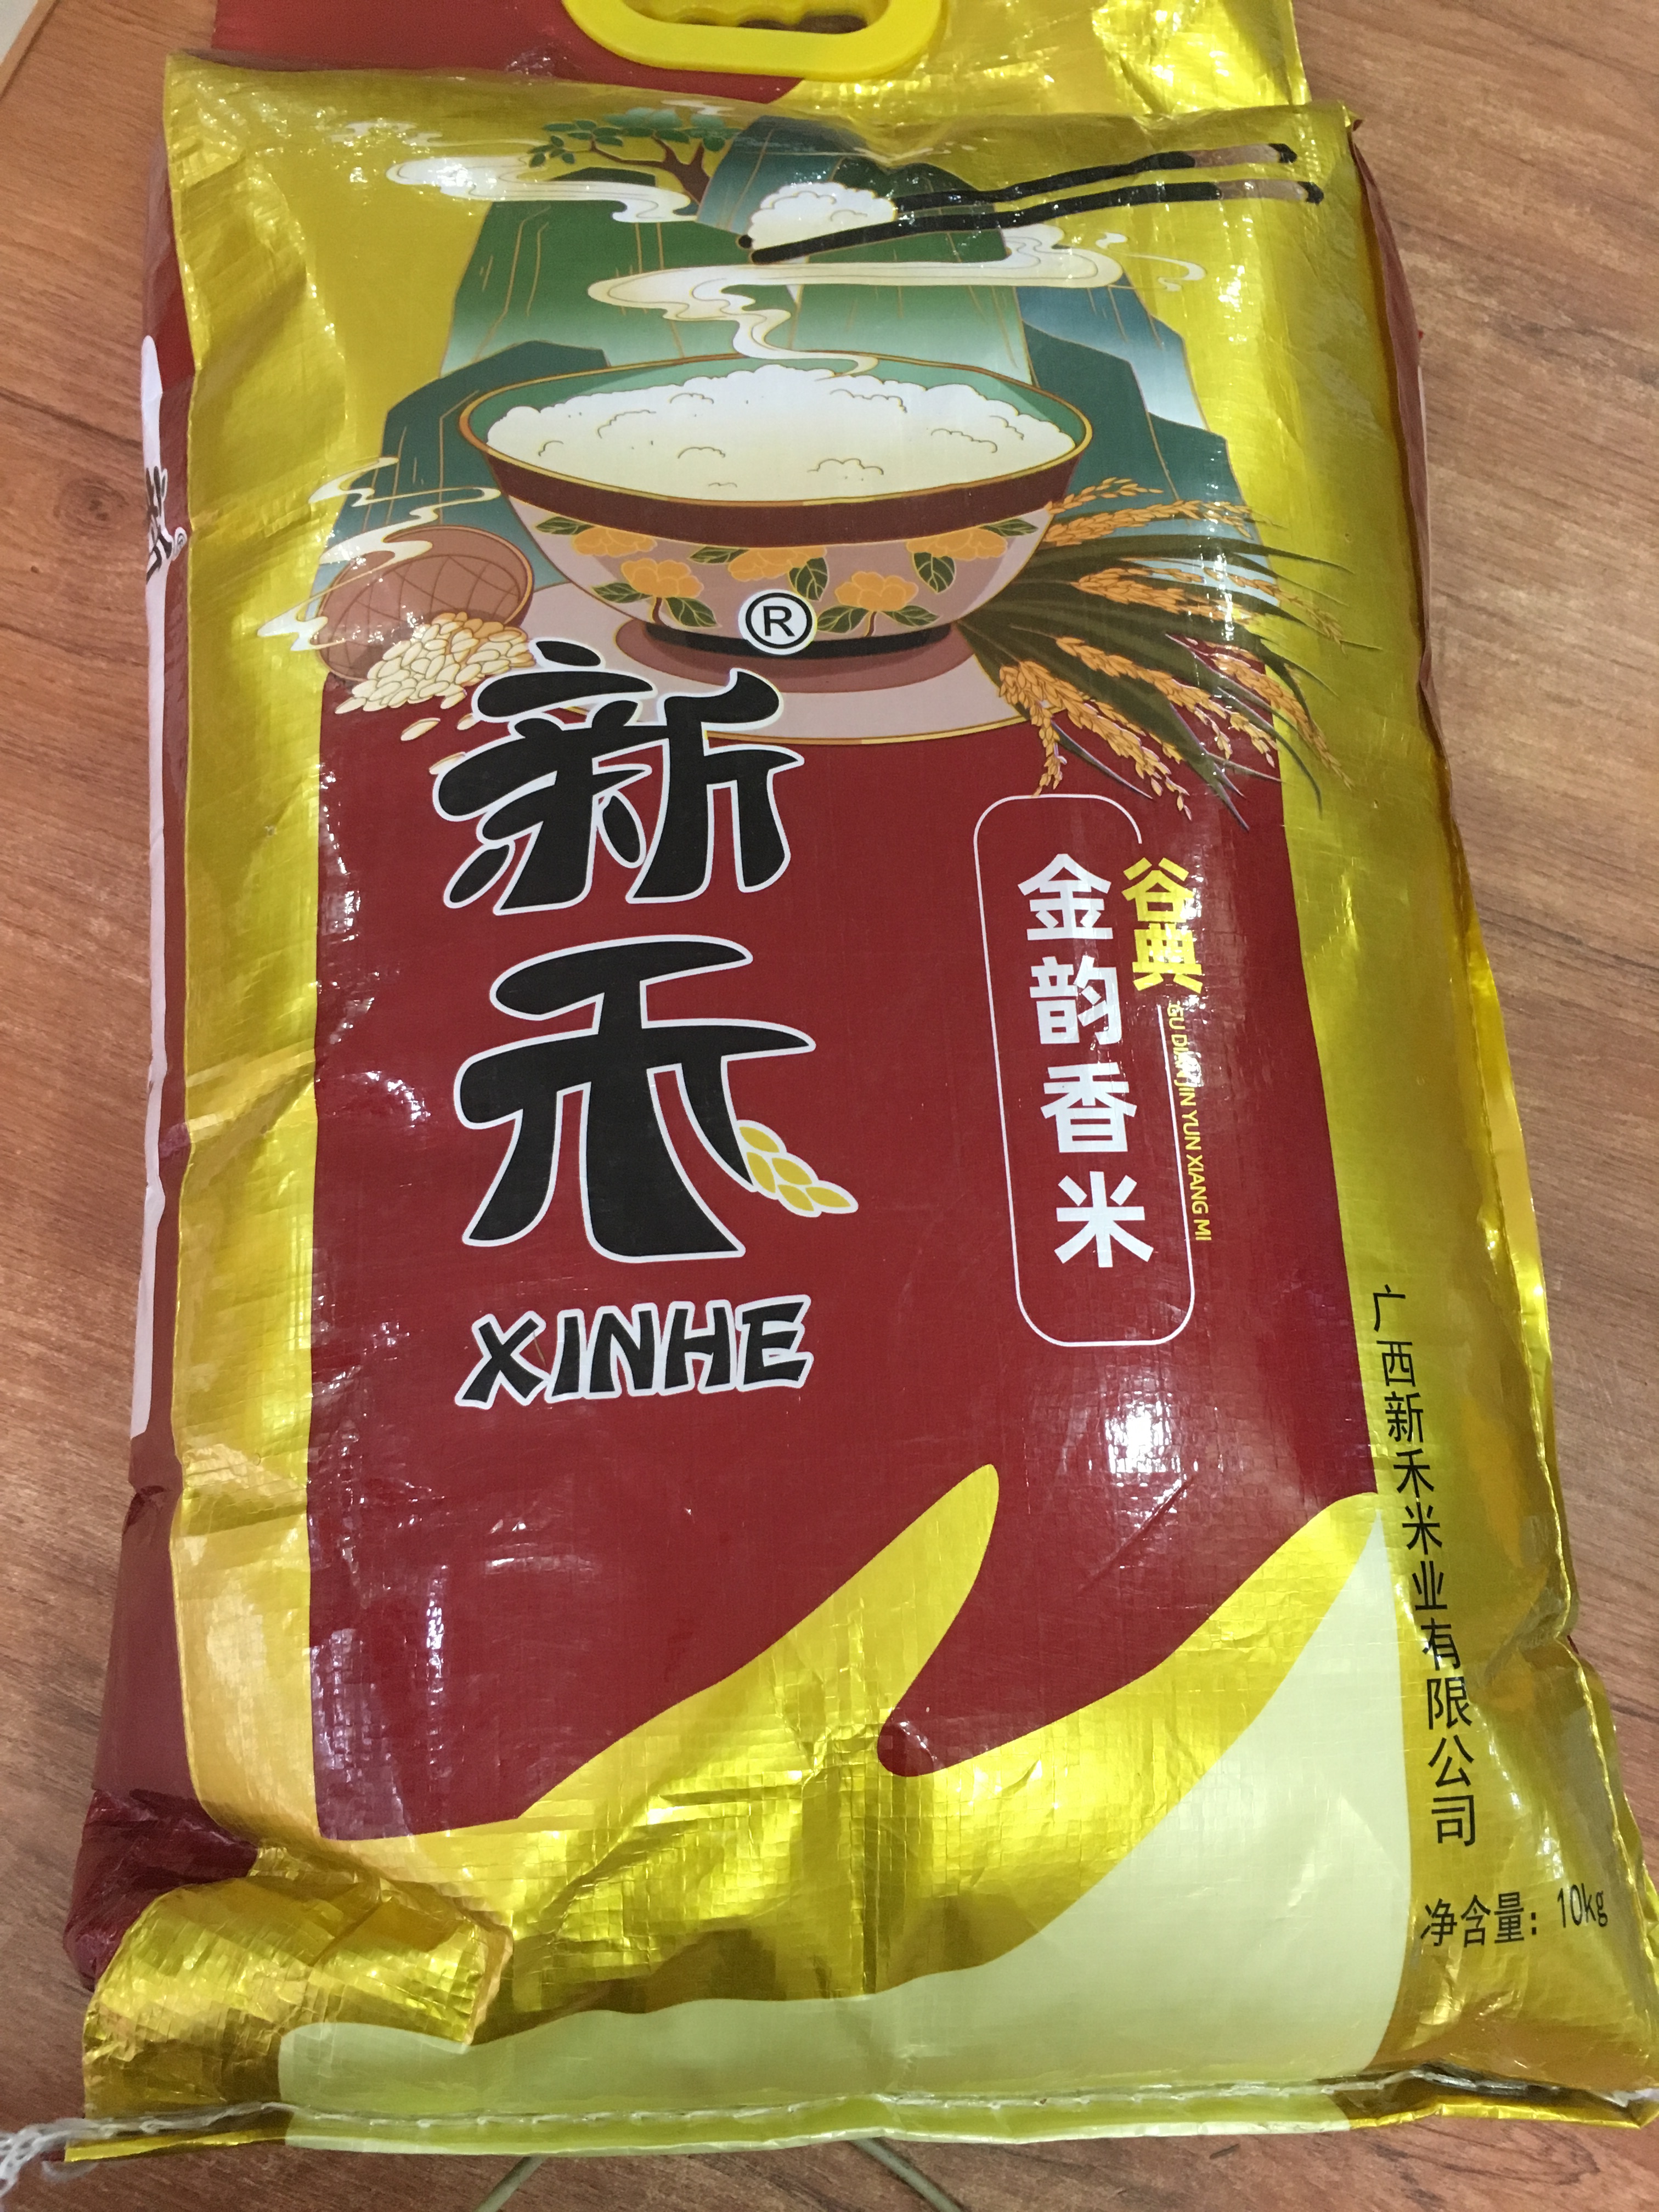 ®
新禾
XINHE
谷典
金韵香米
GU DIAN JIN YUN XIANG MI
广西新禾米业有限公司
净含量：10kg